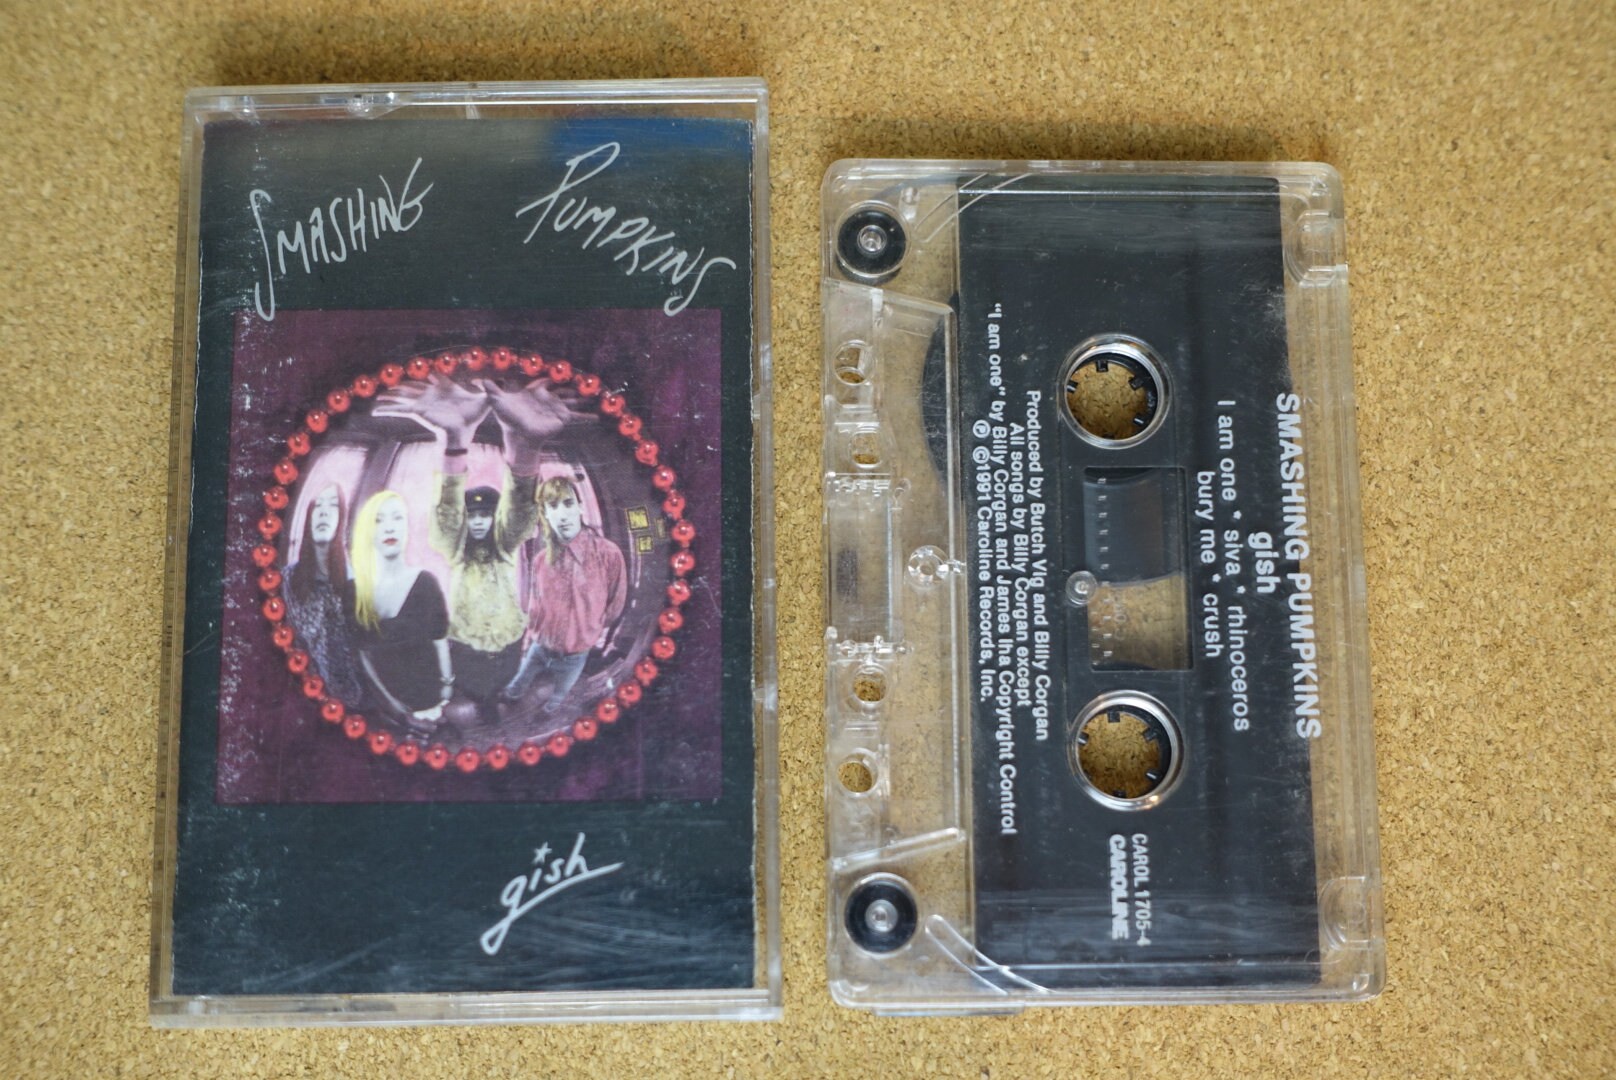 SMASHING PUMPKINS
gish
SMASHING PUMPKINS
gish
I am one * siva * rhinoceros
bury me * crush
Produced by Butch Vig and Billy Corgan
All songs by Billy Corgan except
"I am one" by Billy Corgan and James Iha Copyright Control
℗ ©1991 Caroline Records, Inc.
CAROL 1705-4
CAROLINE